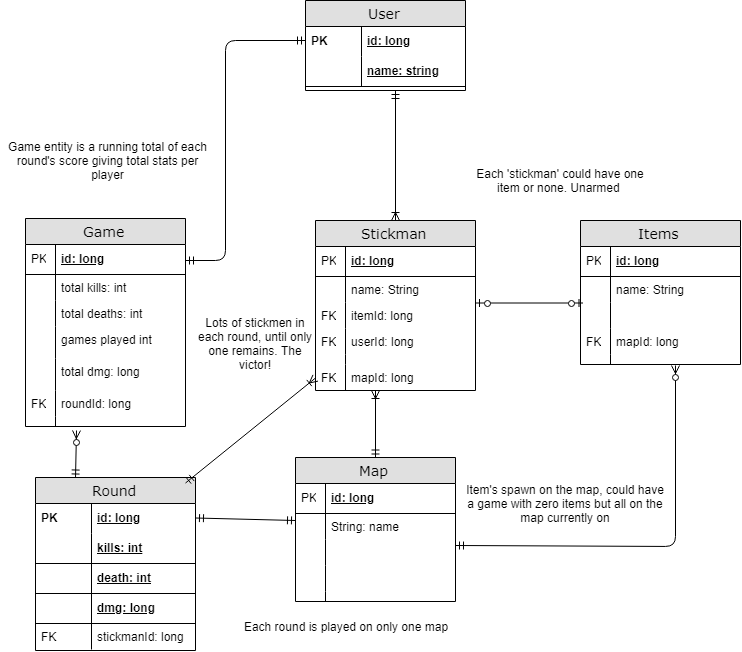 User
PK id: long
name: string
Game entity is a running total of each
round's score giving total stats per
player
Each 'stickman' could have one
item or none. Unarmed
Game
PK id: long
total kills: int
total deaths: int
games played int
total dmg: long
FK roundId: long
Stickman
PK id: long
name: String
FK itemId: long
FK userId: long
FK mapId: long
Items
PK id: long
name: String
FK mapId: long
Lots of stickmen in
each round, until only
one remains. The
victor!
Round
PK id: long
kills: int
death: int
dmg: long
FK stickmanId: long
Map
PK id: long
String: name
Item's spawn on the map, could have
a game with zero items but all on the
map currently on
Each round is played on only one map